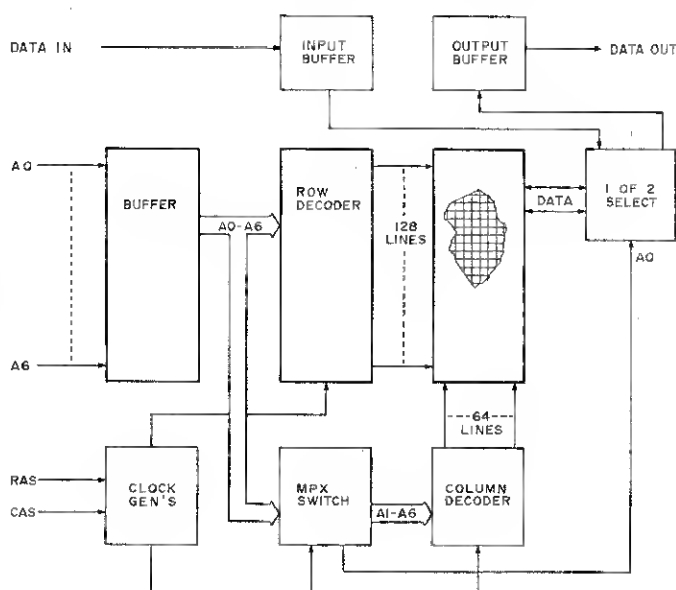 DATA IN
INPUT
BUFFER
OUTPUT
BUFFER
DATA OUT
A0
BUFFER
A0-A6
ROW
DECODER
128
LINES
DATA
1 OF 2
SELECT
A0
A6
64
LINES
RAS
CAS
CLOCK
GEN'S
MPX
SWITCH
A1-A6
COLUMN
DECODER